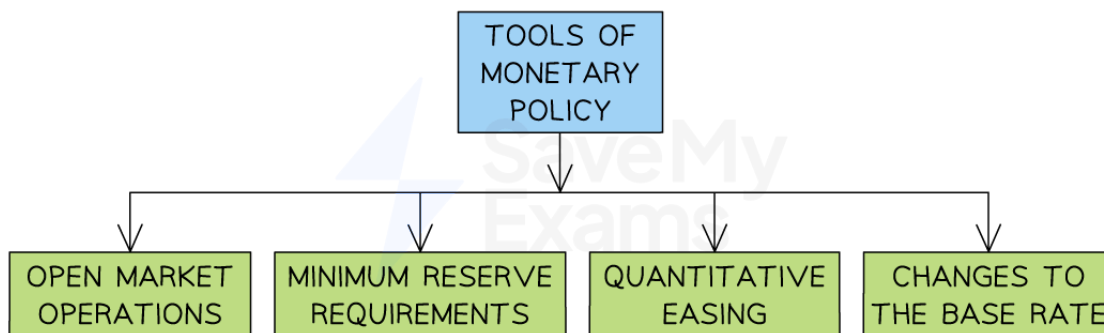 TOOLS OF
MONETARY
POLICY
SaveMy
Exams
OPEN MARKET
OPERATIONS
MINIMUM RESERVE
REQUIREMENTS
QUANTITATIVE
EASING
CHANGES TO
THE BASE RATE